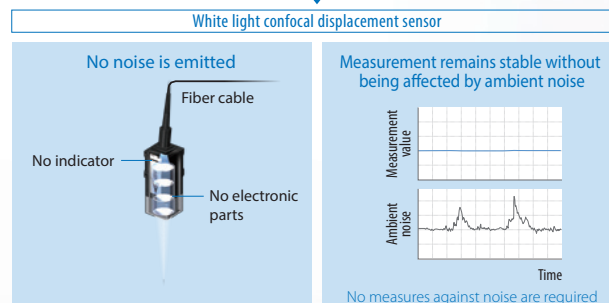 White light confocal displacement sensor
No noise is emitted
Fiber cable
No indicator
No electronic
parts
Measurement remains stable without
being affected by ambient noise
Measurement
value
Ambient
noise
Time
No measures against noise are required